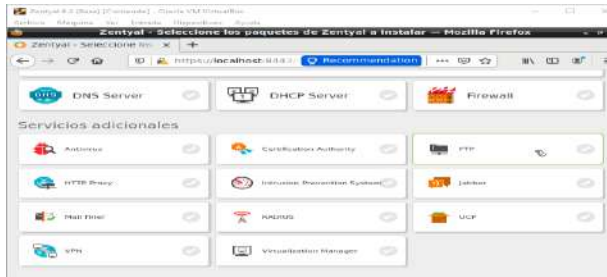 Zentyal - Seleccione los paquetes de Zentyal a instalar — Mozilla Firefox
Zentyal - Seleccione los
https://localhost:8443
Recommendation
DNS Server
DHCP Server
Firewall
Servicios adicionales
Antivirus
Certification Authority
FTP
HTTP Proxy
Intrusion Prevention System
Jabber
Mail Filter
RADIUS
UCP
VPN
Virtualization Manager